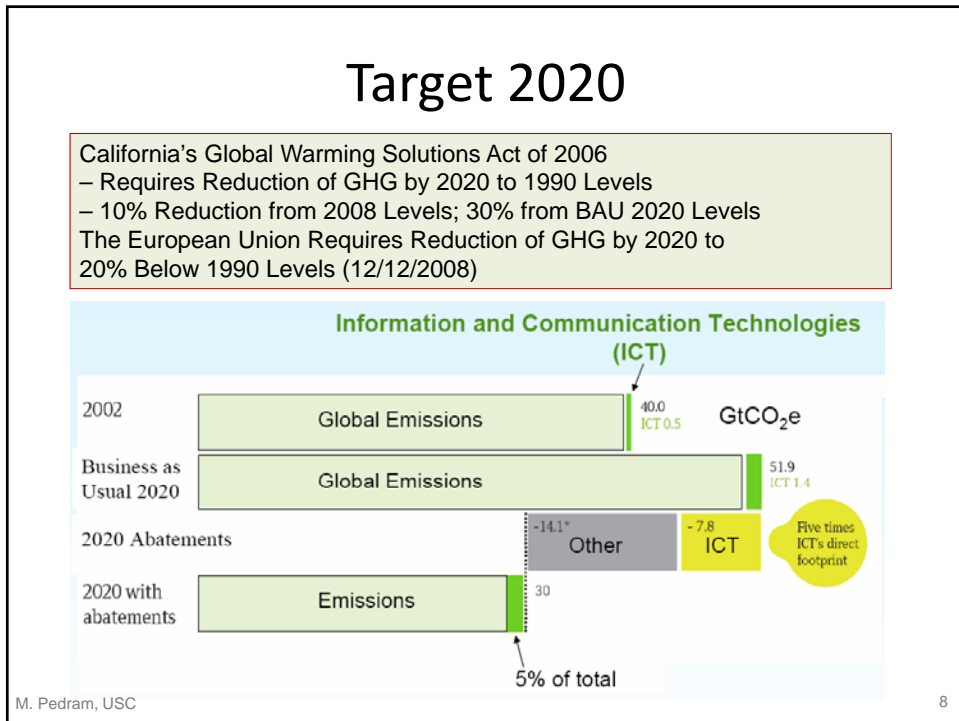 Target 2020
California’s Global Warming Solutions Act of 2006
– Requires Reduction of GHG by 2020 to 1990 Levels
– 10% Reduction from 2008 Levels; 30% from BAU 2020 Levels
The European Union Requires Reduction of GHG by 2020 to
20% Below 1990 Levels (12/12/2008)
Information and Communication Technologies
(ICT)
2002
Global Emissions
40.0
ICT 0.5
GtCO₂e
Business as
Usual 2020
Global Emissions
51.9
ICT 1.4
2020 Abatements
-14.1*
Other
- 7.8
ICT
Five times
ICT's direct
footprint
2020 with
abatements
Emissions
30
5% of total
M. Pedram, USC
8